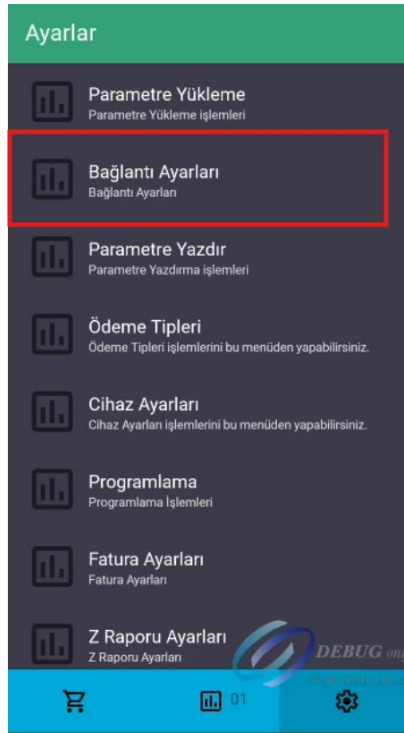 Ayarlar
Parametre Yükleme
Parametre Yükleme işlemleri
Bağlantı Ayarları
Bağlantı Ayarları
Parametre Yazdır
Parametre Yazdırma işlemleri
Ödeme Tipleri
Ödeme Tipleri işlemlerini bu menüden yapabilirsiniz.
Cihaz Ayarları
Cihaz Ayarları işlemlerini bu menüden yapabilirsiniz.
Programlama
Programlama İşlemleri
Fatura Ayarları
Fatura Ayarları
Z Raporu Ayarları
Z Raporu Ayarları
DEBUG
01